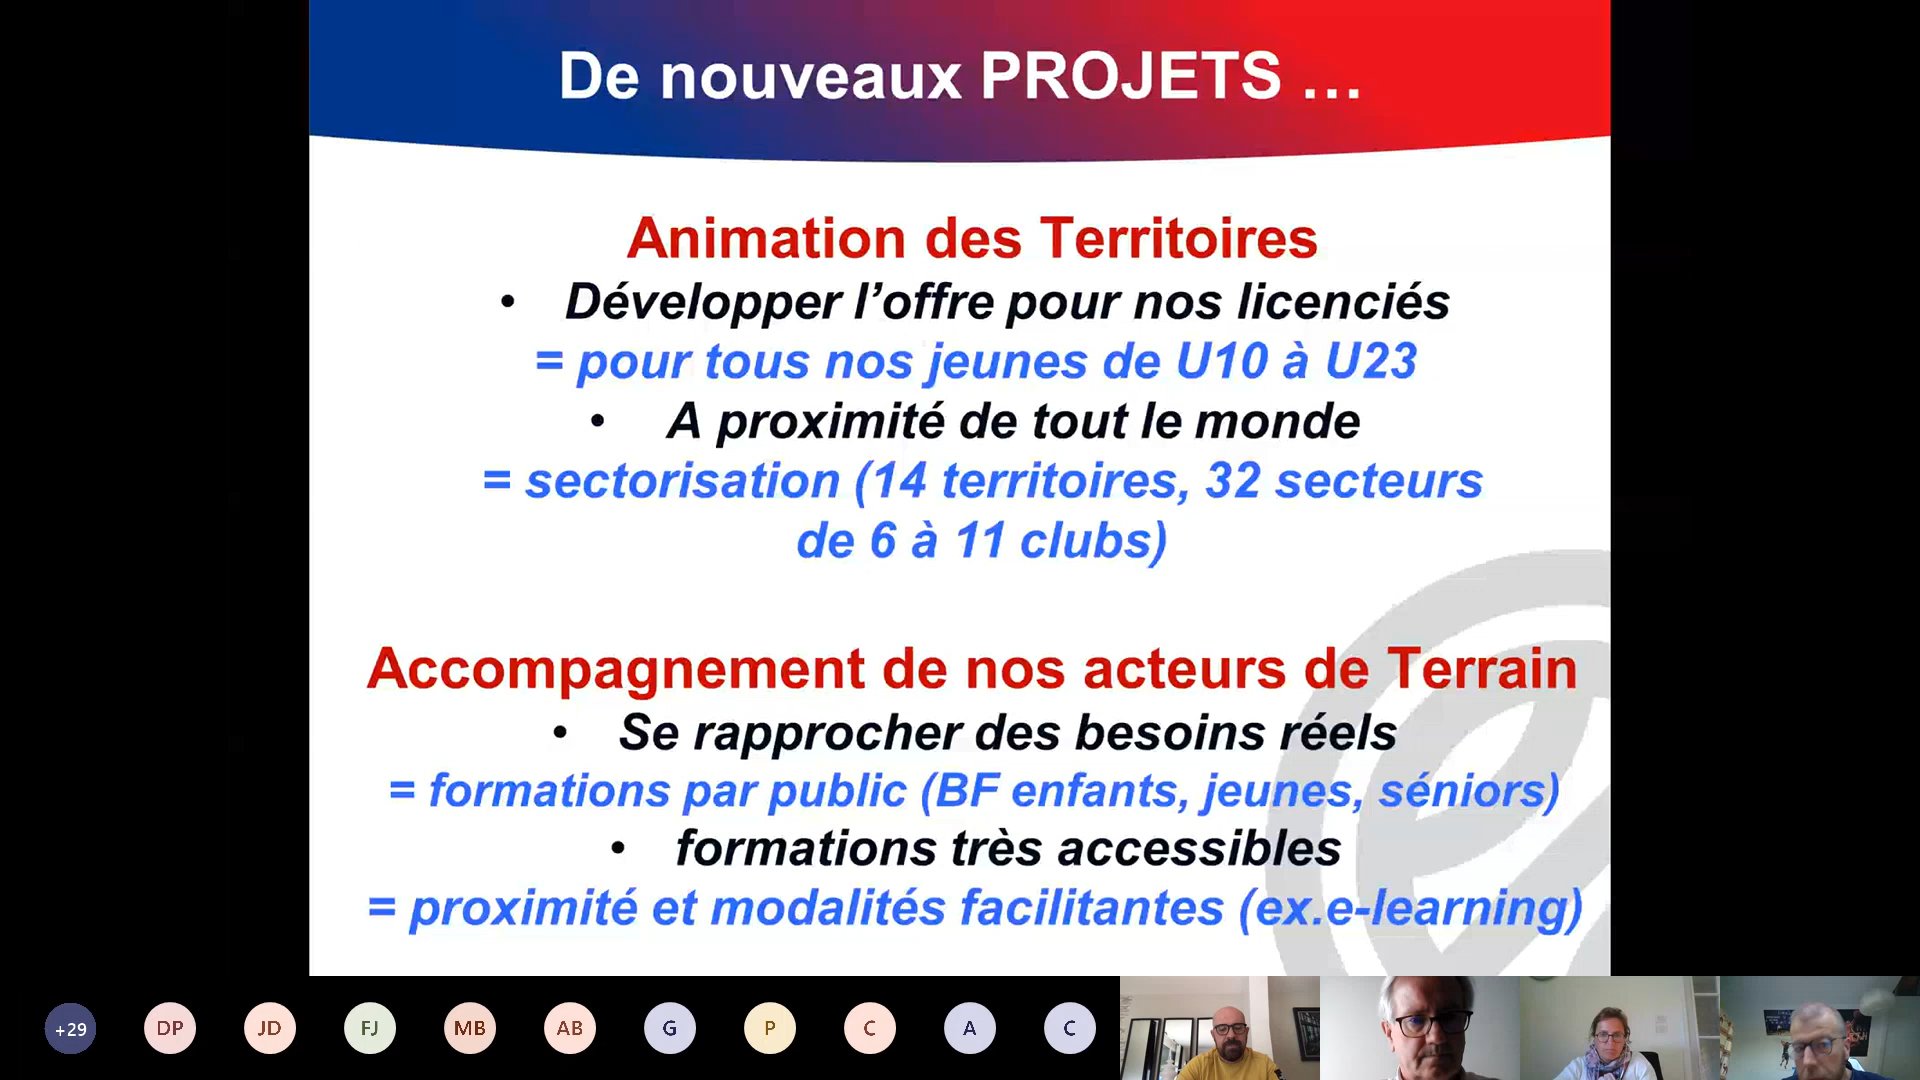 De nouveaux PROJETS ...
Animation des Territoires
• Développer l’offre pour nos licenciés
= pour tous nos jeunes de U10 à U23
• A proximité de tout le monde
= sectorisation (14 territoires, 32 secteurs
de 6 à 11 clubs)
Accompagnement de nos acteurs de Terrain
• Se rapprocher des besoins réels
= formations par public (BF enfants, jeunes, séniors)
• formations très accessibles
= proximité et modalités facilitantes (ex.e-learning)
+29 DP JD FJ MB AB G P C A C